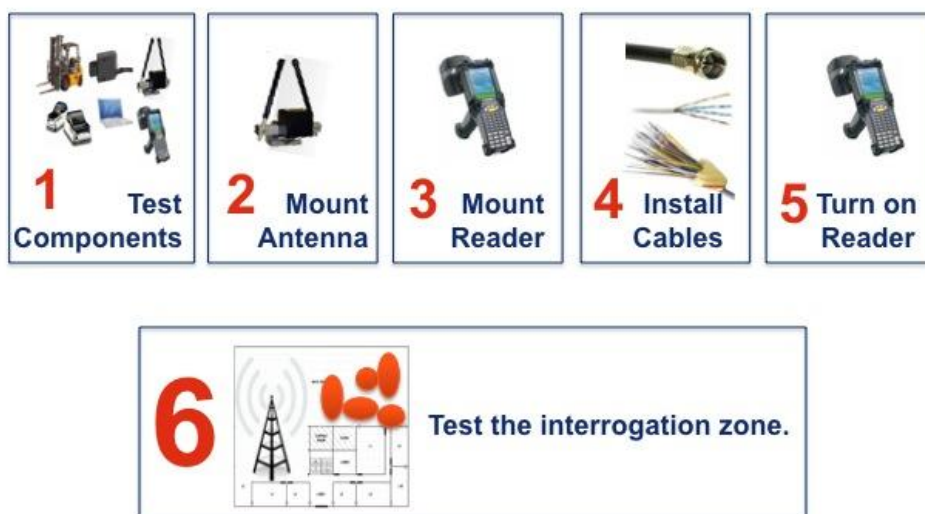 1 Test
Components
2 Mount
Antenna
3 Mount
Reader
4 Install
Cables
5 Turn on
Reader
6 Test the interrogation zone.